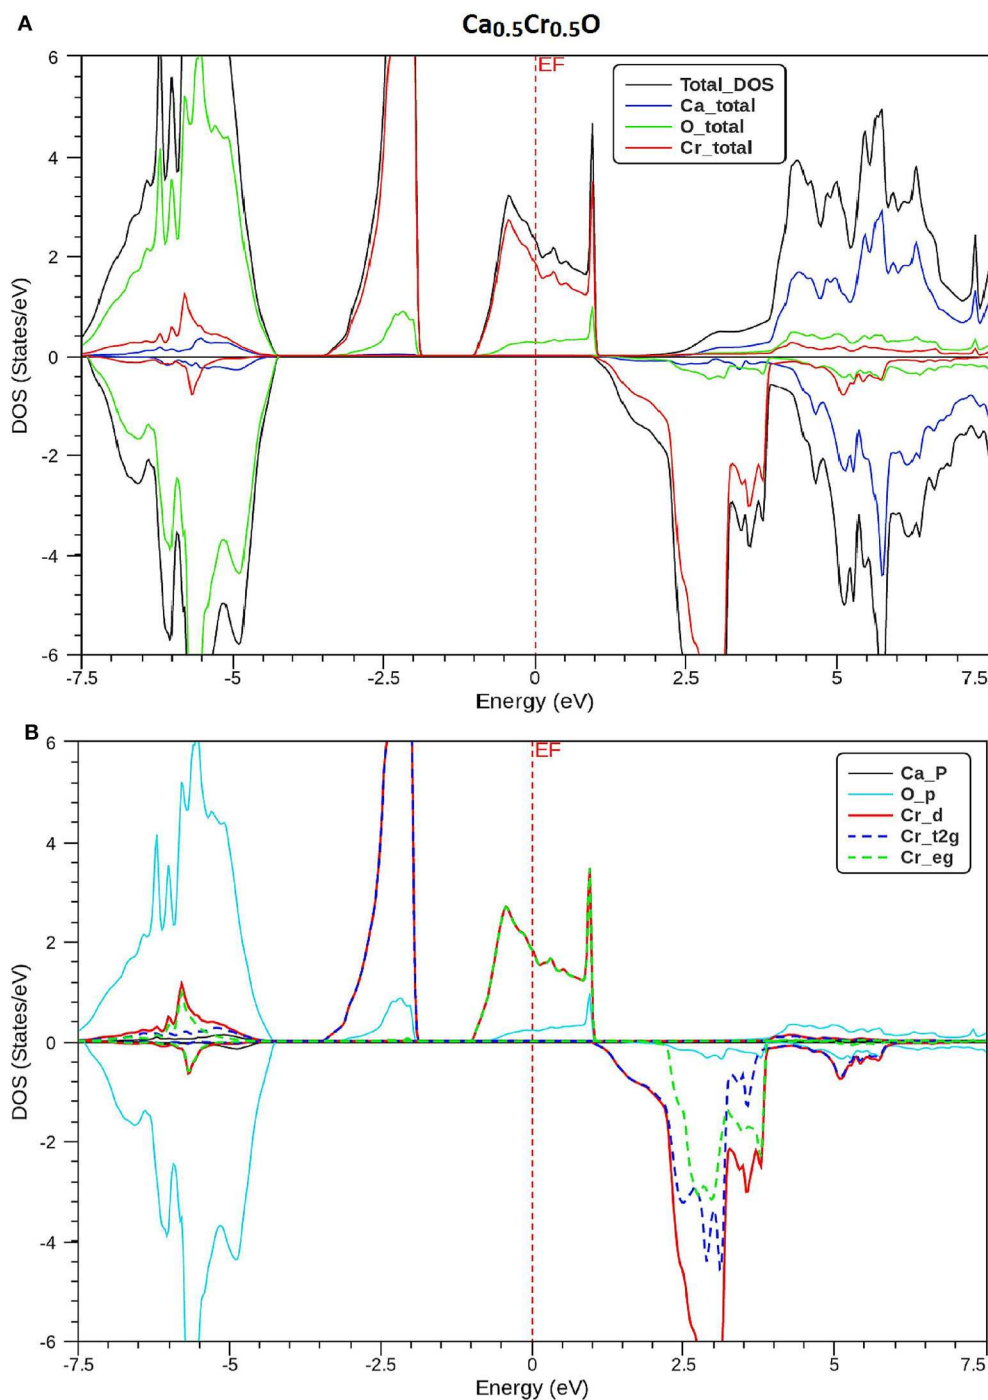 A
Ca0.5Cr0.5O
EF
Total_DOS
Ca_total
O_total
Cr_total
6
4
2
0
-2
-4
-6
DOS (States/eV)
-7.5 -5 -2.5 0 2.5 5 7.5
Energy (eV)
B
EF
Ca_P
O_p
Cr_d
Cr_t2g
Cr_eg
6
4
2
0
-2
-4
-6
DOS (States/eV)
-7.5 -5 -2.5 0 2.5 5 7.5
Energy (eV)